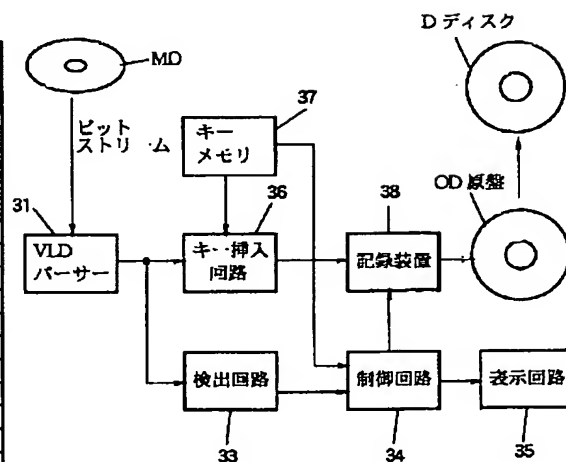 Dディスク
MD
ビット
ストリーム
37
キー
メモリ
31
36
38
OD原盤
VLD
パーサー
キー挿入
回路
記録装置
検出回路
制御回路
表示回路
33
34
35